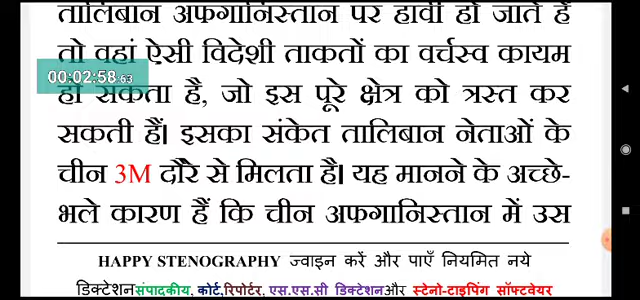 तालिबान अफगानिस्तान पर हावी हो जाते हैं
तो वहां ऐसी विदेशी ताकतों का वर्चस्व कायम
00:02:58.63
हो सकता है, जो इस पूरे क्षेत्र को त्रस्त कर
सकती हैं। इसका संकेत तालिबान नेताओं के
चीन 3M दौरे से मिलता है। यह मानने के अच्छे-
भले कारण हैं कि चीन अफगानिस्तान में उस
HAPPY STENOGRAPHY ज्वाइन करें और पाएँ नियमित नये
डिक्टेशनसंपादकीय, कोर्ट,रिपोर्टर, एस.एस.सी डिक्टेशनऔर स्टेनो-टाइपिंग सॉफ्टवेयर